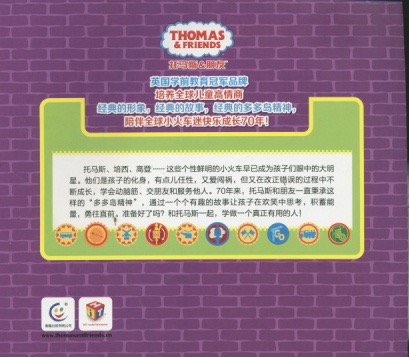 THOMAS
& FRIENDS
托马斯&朋友
英国学前教育冠军品牌
培养全球儿童高情商
经典的形象，经典的故事，经典的多多岛精神，
陪伴全球小火车迷快乐成长70年！
托马斯、培西、高登……这些个性鲜明的小火车早已成为孩子们眼中的大明
星。他们是孩子的化身，有点儿任性，又爱闯祸，但又在改正错误的过程中不
断成长，学会动脑筋、交朋友和服务他人。70年来，托马斯和朋友一直秉承这
样的“多多岛精神”，通过一个个有趣的故事让孩子在欢笑中思考，积蓄能
量，勇往直前。准备好了吗？和托马斯一起，学做一个真正有用的人！